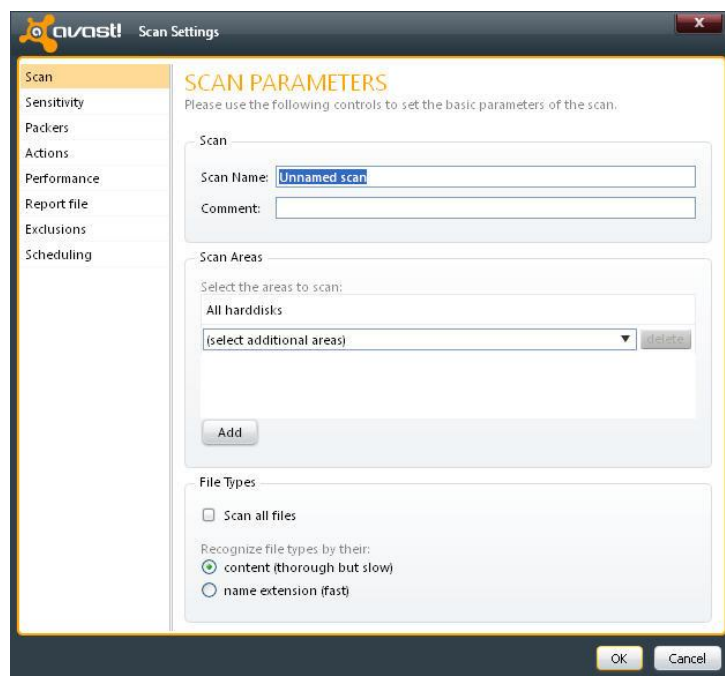 avast! Scan Settings
x
Scan
Sensitivity
Packers
Actions
Performance
Report file
Exclusions
Scheduling
SCAN PARAMETERS
Please use the following controls to set the basic parameters of the scan.
Scan
Scan Name: Unnamed scan
Comment:
Scan Areas
Select the areas to scan:
All harddisks
(select additional areas) delete
Add
File Types
Scan all files
Recognize file types by their:
content (thorough but slow)
name extension (fast)
OK Cancel